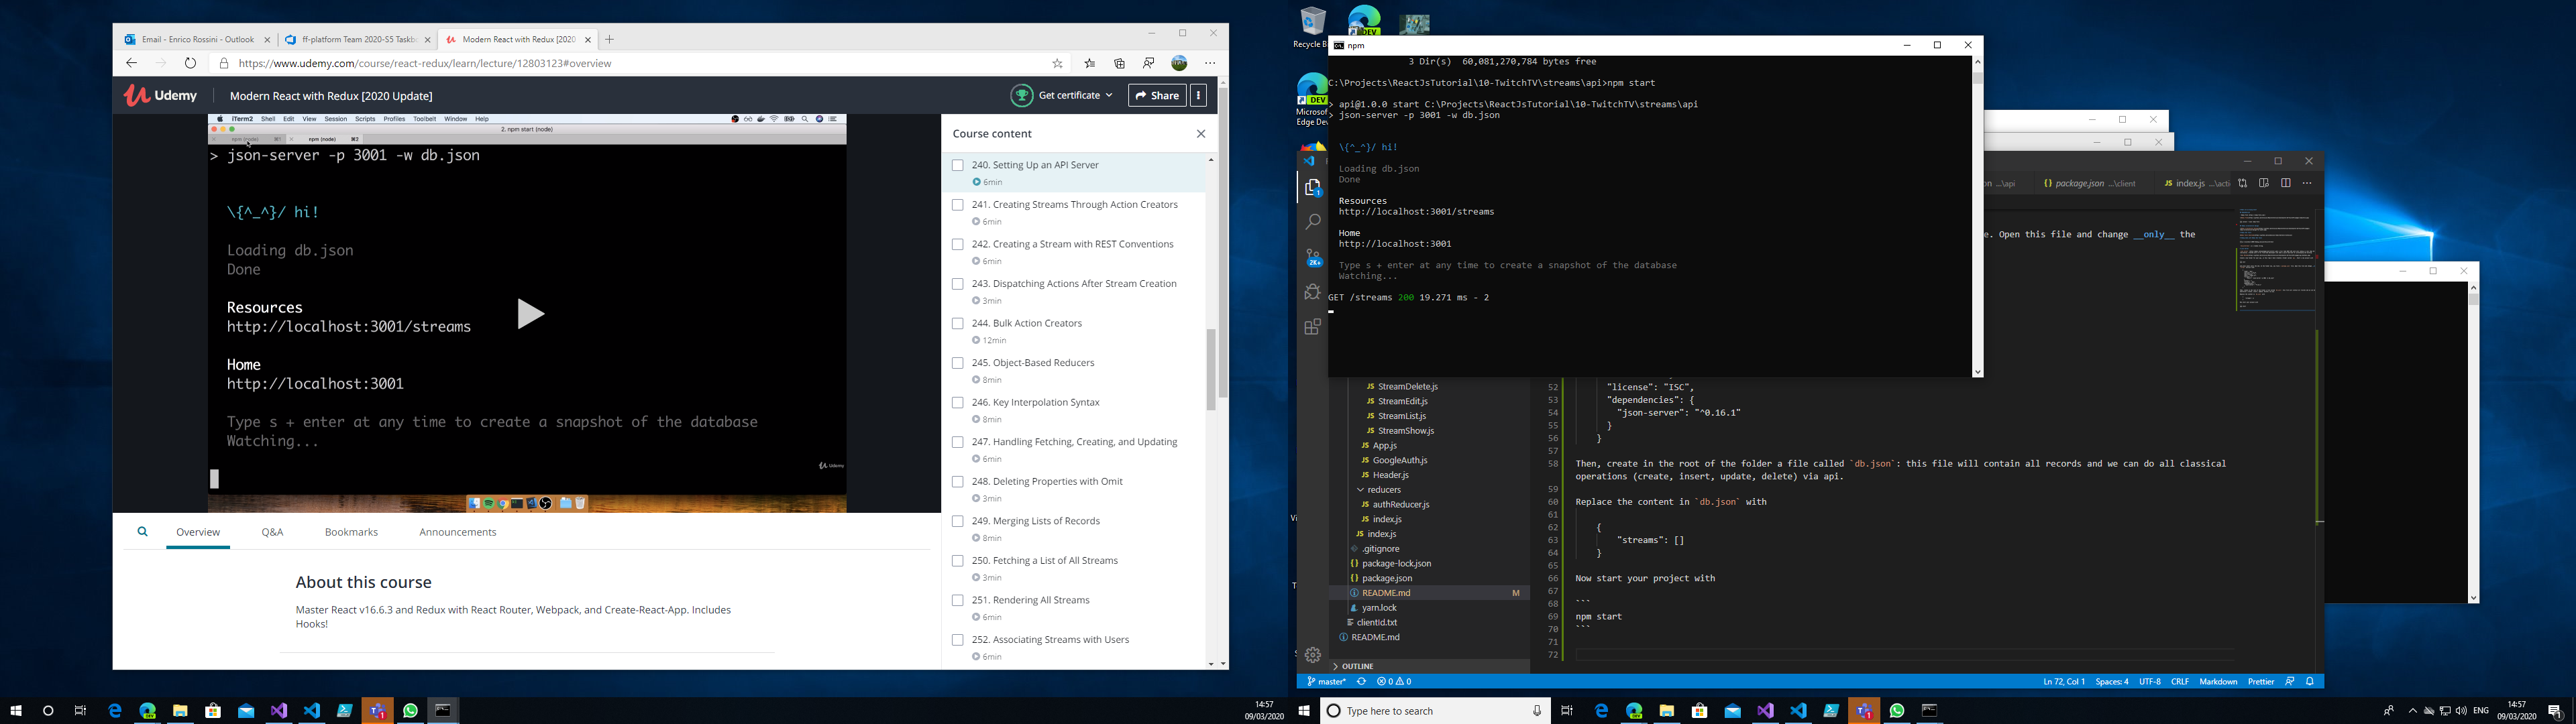 Email - Enrico Rossini - Outlook
ff-platform Team 2020-S5 Taskb
Modern React with Redux [2020
https://www.udemy.com/course/react-redux/learn/lecture/12803123#overview
Udemy
Modern React with Redux [2020 Update]
Get certificate
Share
iTerm2 Shell Edit View Session Scripts Profiles Toolbelt Window Help
2. npm start (node)
npm (node) ⌘1
npm (node) ⌘2
> json-server -p 3001 -w db.json
\{^_^}/ hi!
Loading db.json
Done
Resources
http://localhost:3001/streams
Home
http://localhost:3001
Type s + enter at any time to create a snapshot of the database
Watching...
Udemy
Course content
240. Setting Up an API Server
6min
241. Creating Streams Through Action Creators
6min
242. Creating a Stream with REST Conventions
6min
243. Dispatching Actions After Stream Creation
3min
244. Bulk Action Creators
12min
245. Object-Based Reducers
8min
246. Key Interpolation Syntax
8min
247. Handling Fetching, Creating, and Updating
6min
248. Deleting Properties with Omit
3min
249. Merging Lists of Records
8min
250. Fetching a List of All Streams
3min
251. Rendering All Streams
6min
252. Associating Streams with Users
6min
Overview
Q&A
Bookmarks
Announcements
About this course
Master React v16.6.3 and Redux with React Router, Webpack, and Create-React-App. Includes
Hooks!
14:57
09/03/2020
Recycle B
DEV
Microsof
Edge Dev
npm
3 Dir(s) 60,081,270,784 bytes free
C:\Projects\ReactJsTutorial\10-TwitchTV\streams\api>npm start
> api@1.0.0 start C:\Projects\ReactJsTutorial\10-TwitchTV\streams\api
> json-server -p 3001 -w db.json
\{^_^}/ hi!
Loading db.json
Done
Resources
http://localhost:3001/streams
Home
http://localhost:3001
Type s + enter at any time to create a snapshot of the database
Watching...
GET /streams 200 19.271 ms - 2
on ...\api
package.json ...\client
index.js ...\acti
e. Open this file and change __only__ the
2K+
StreamDelete.js
StreamEdit.js
StreamList.js
StreamShow.js
App.js
GoogleAuth.js
Header.js
reducers
authReducer.js
index.js
index.js
.gitignore
package-lock.json
package.json
README.md M
yarn.lock
clientId.txt
README.md
OUTLINE
52 "license": "ISC",
53 "dependencies": {
54 "json-server": "^0.16.1"
55 }
56 }
57
58 Then, create in the root of the folder a file called `db.json`: this file will contain all records and we can do all classical
operations (create, insert, update, delete) via api.
59
60 Replace the content in `db.json` with
61
62 {
63 "streams": []
64 }
65
66 Now start your project with
67
68 ```
69 npm start
70 ```
71
72
master* 0 0
Ln 72, Col 1 Spaces: 4 UTF-8 CRLF Markdown Prettier
Type here to search
ENG
14:57
09/03/2020